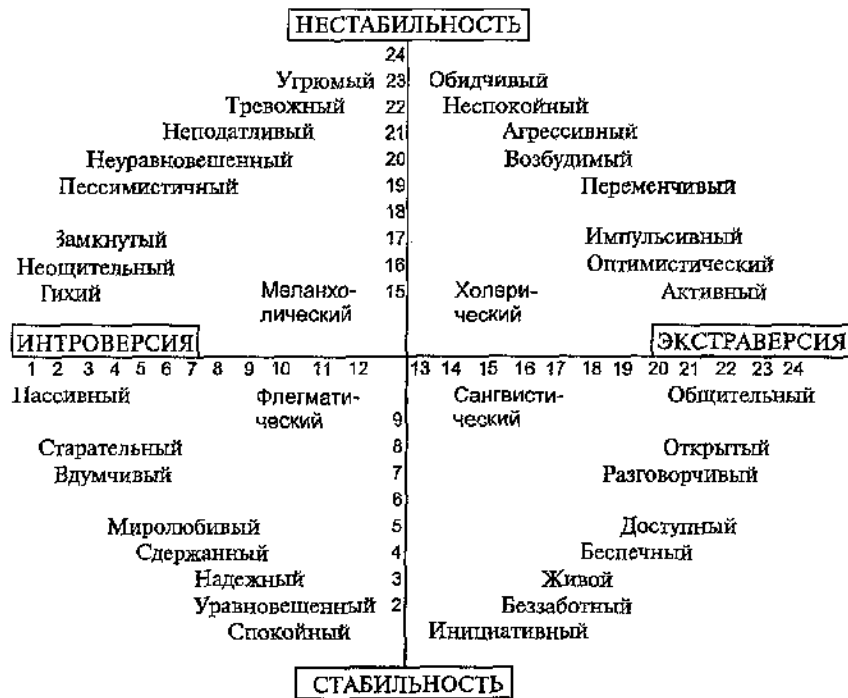 НЕСТАБИЛЬНОСТЬ
24
Угрюмый 23 Обидчивый
Тревожный 22 Неспокойный
Неподатливый 21 Агрессивный
Неуравновешенный 20 Возбудимый
Пессимистичный 19 Переменчивый
18
Замкнутый 17 Импульсивный
Неощительный 16 Оптимистический
Гихий Меланхо- 15 Холери- Активный
лический ческий
ИНТРОВЕРСИЯ ЭКСТРАВЕРСИЯ
1 2 3 4 5 6 7 8 9 10 11 12 13 14 15 16 17 18 19 20 21 22 23 24
Пассивный Флегмати- Сангвисти- Общительный
ческий 9 ческий
Старательный 8 Открытый
Вдумчивый 7 Разговорчивый
6
Миролюбивый 5 Доступный
Сдержанный 4 Беспечный
Надежный 3 Живой
Уравновешенный 2 Беззаботный
Спокойный Инициативный
СТАБИЛЬНОСТЬ